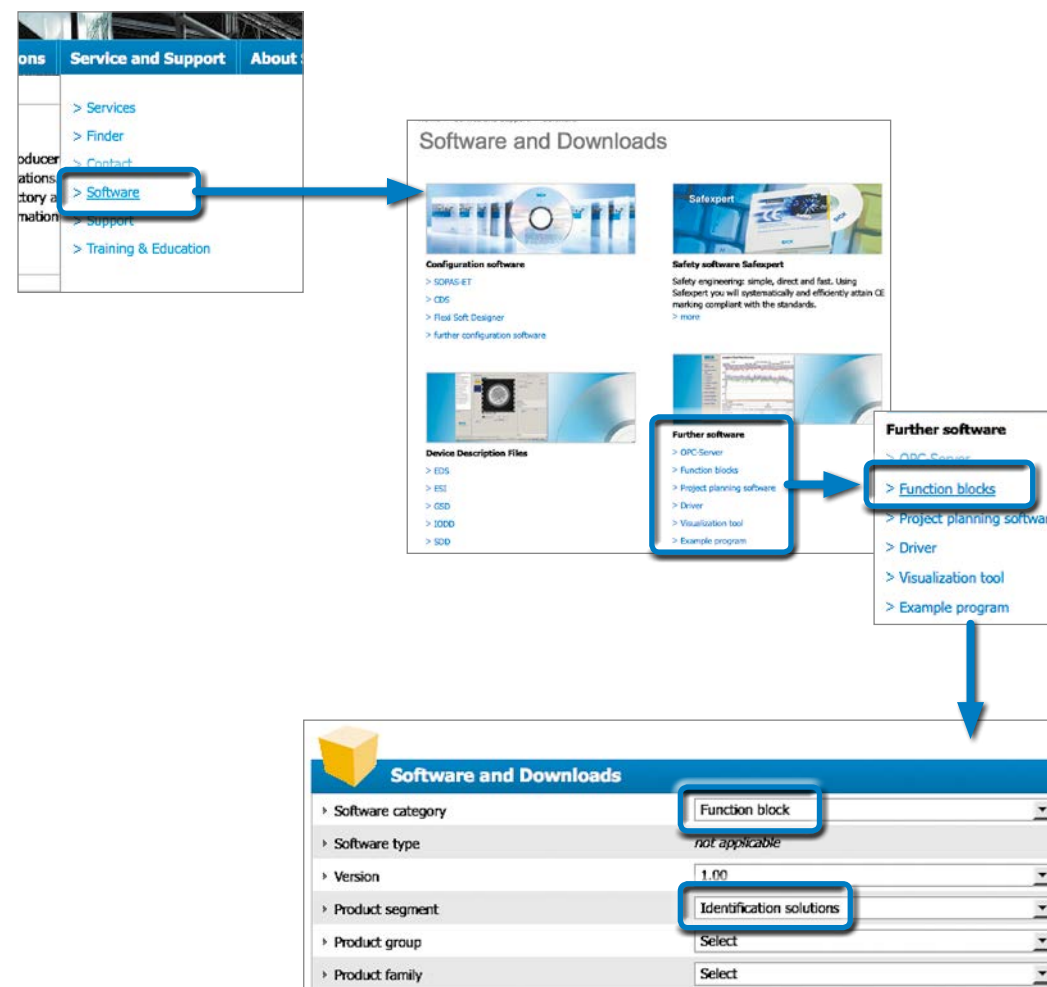 ons Service and Support About
> Services
> Finder
oducer
> Contact
ations
> Software
ctory a
mation
> Support
> Training & Education
Software and Downloads
Safexpert
SICK
Configuration software
> SOPAS-ET
> CDS
> Flexi Soft Designer
> further configuration software
Safety software Safexpert
Safety engineering: simple, direct and fast. Using
Safexpert you will systematically and efficiently attain CE
marking compliant with the standards.
> more
Device Description Files
> EDS
> ESI
> GSD
> IODD
> SDD
Further software
> OPC-Server
> Function blocks
> Project planning software
> Driver
> Visualization tool
> Example program
Further software
> OPC-Server
> Function blocks
> Project planning softwar
> Driver
> Visualization tool
> Example program
Software and Downloads
Software category Function block
Software type not applicable
Version 1.00
Product segment Identification solutions
Product group Select
Product family Select